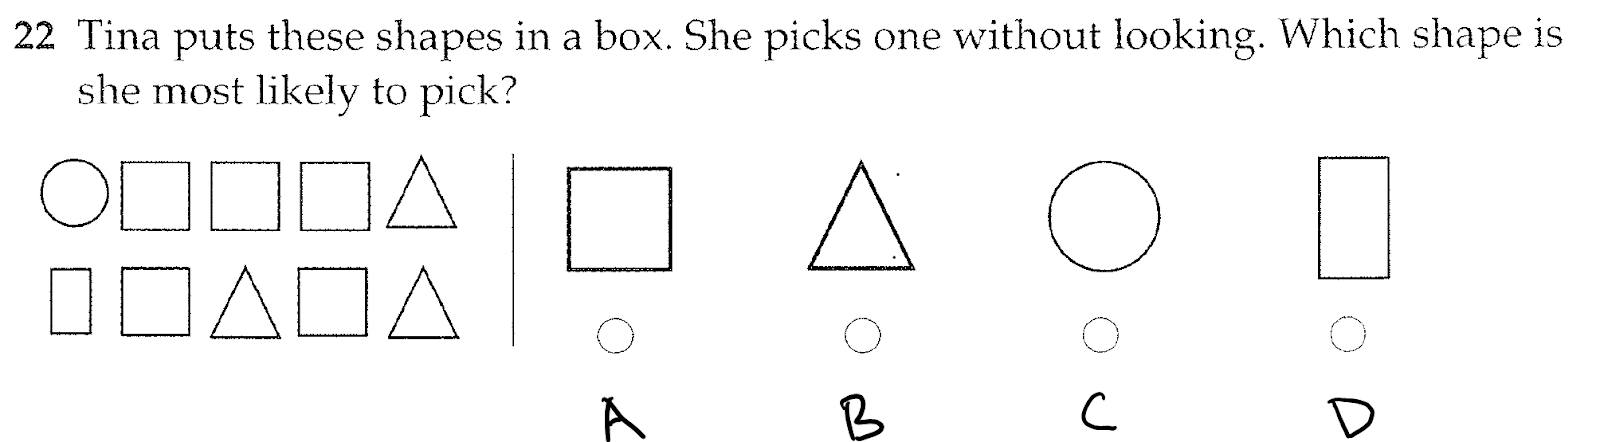 22 Tina puts these shapes in a box. She picks one without looking. Which shape is
she most likely to pick?
A B C D